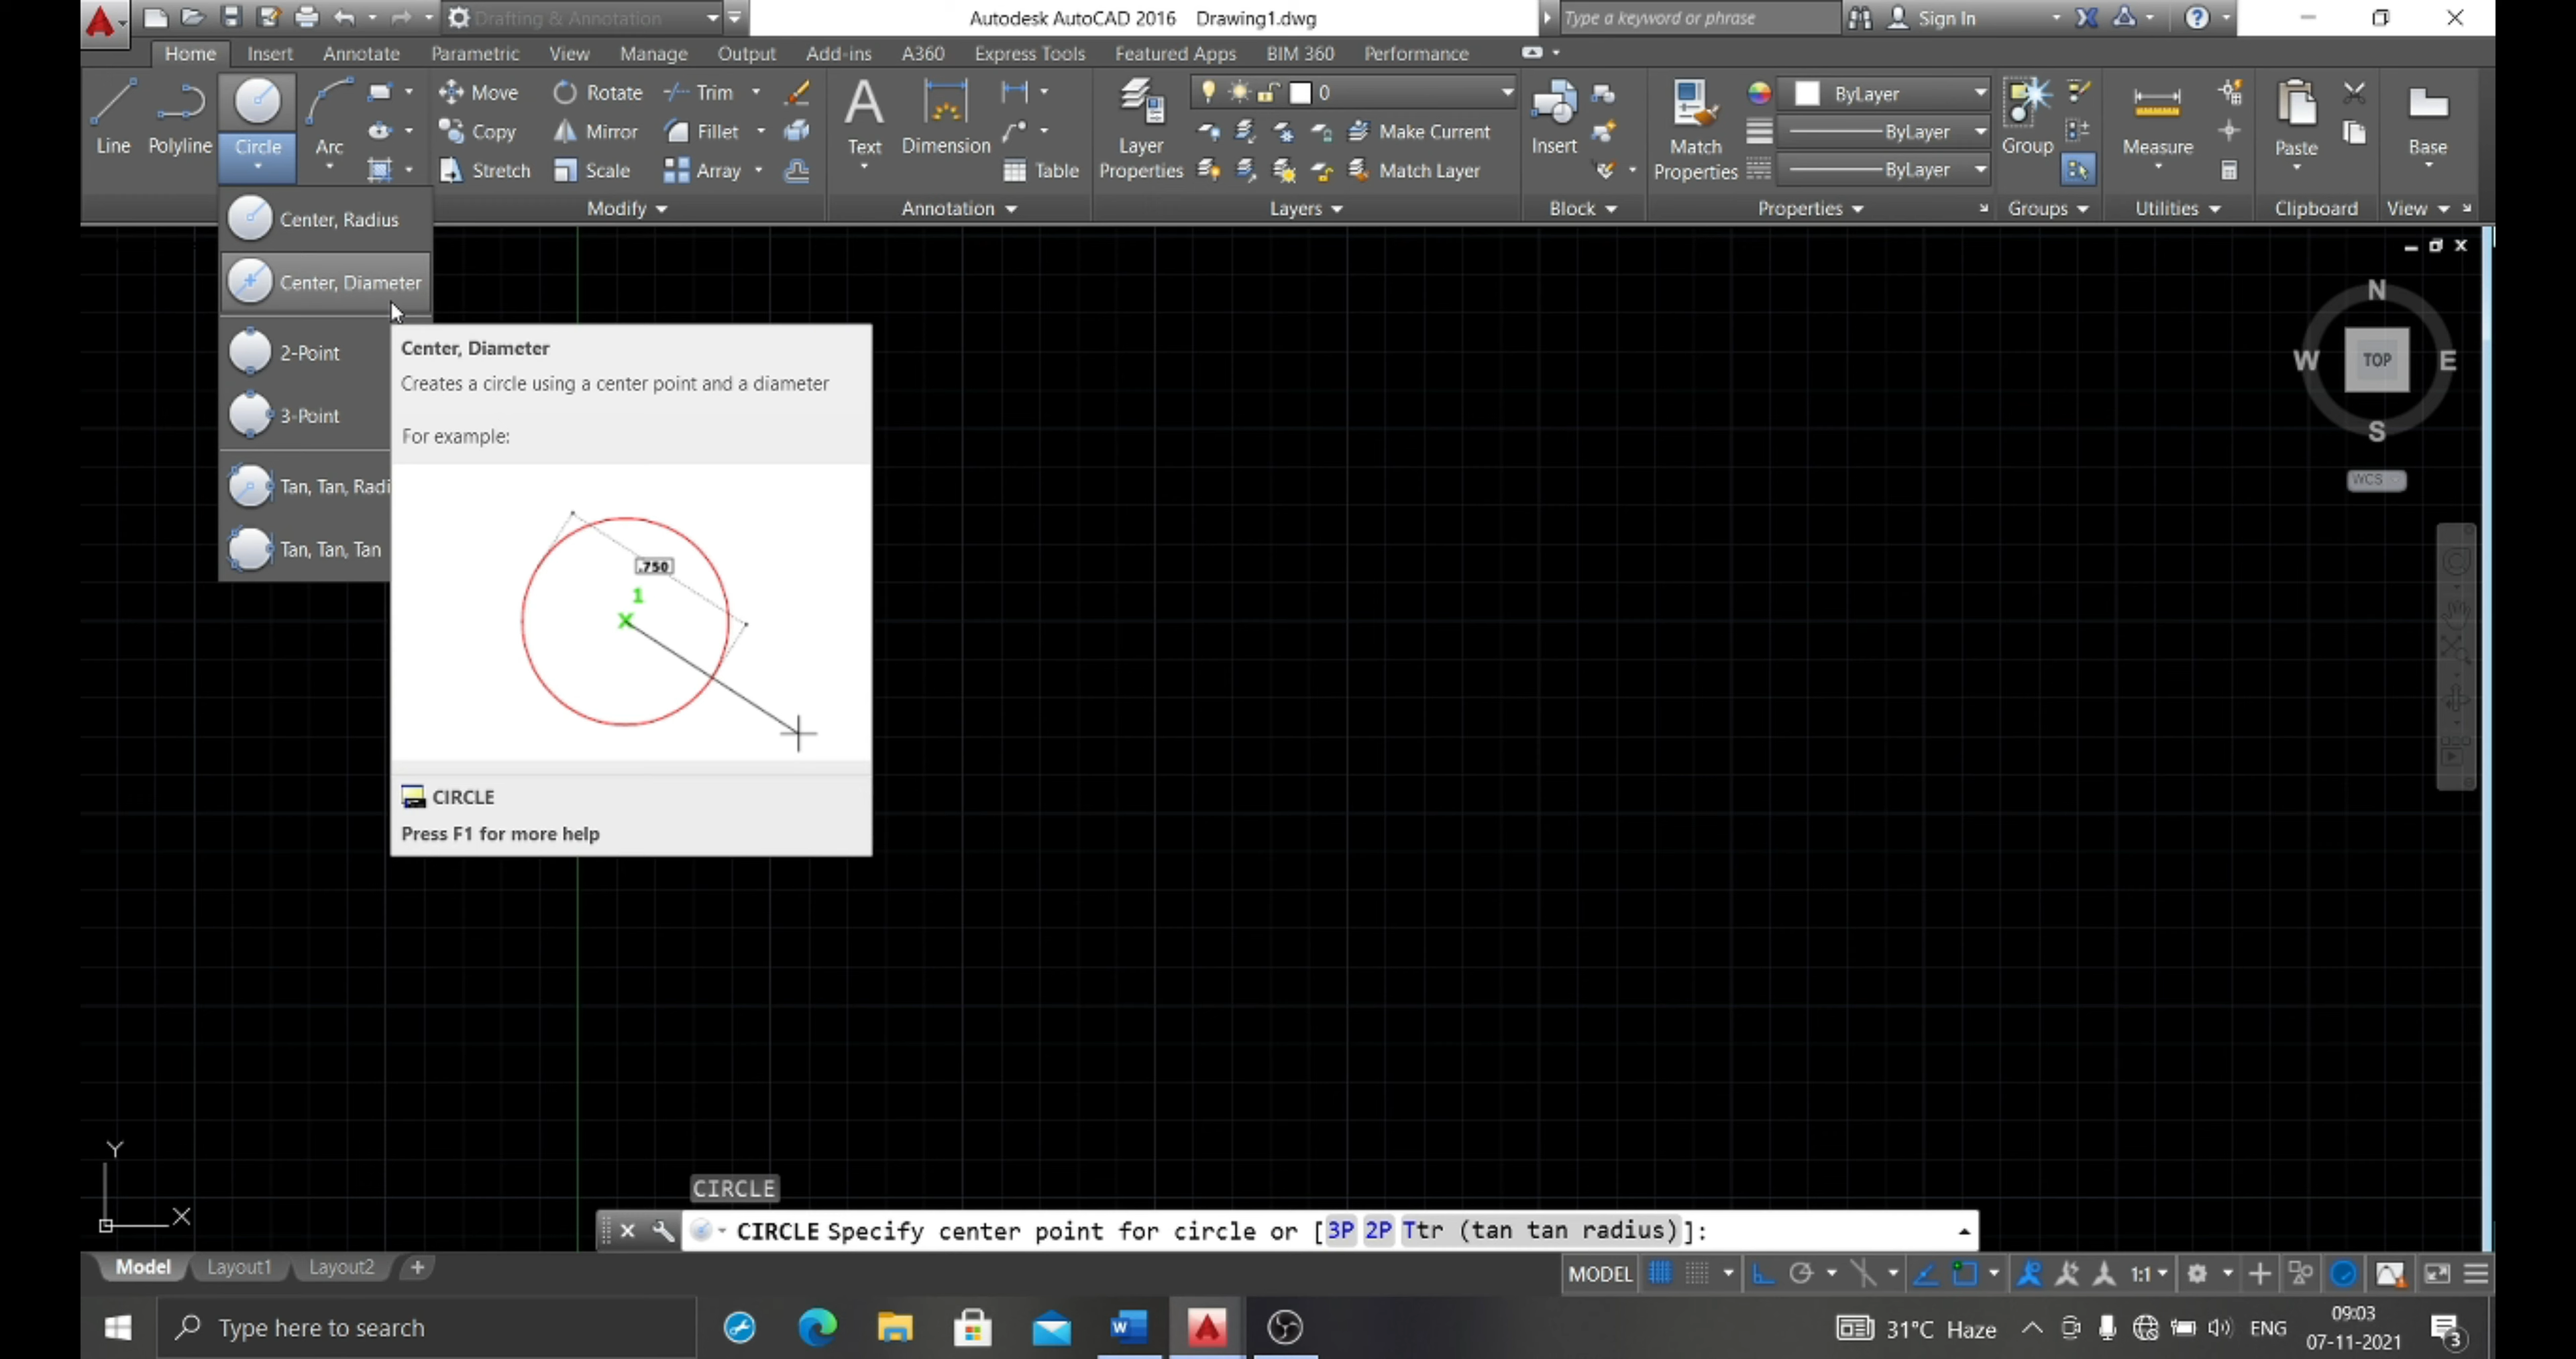 Drafting & Annotation
Autodesk AutoCAD 2016 Drawing1.dwg
Type a keyword or phrase
Sign In
Home Insert Annotate Parametric View Manage Output Add-ins A360 Express Tools Featured Apps BIM 360 Performance
Line Polyline Circle Arc
Move Rotate Trim
Copy Mirror Fillet
Stretch Scale Array
Modify
Text Dimension Table
Annotation
Layer Properties
0
Make Current
Match Layer
Layers
Insert
Block
Match Properties
ByLayer
ByLayer
ByLayer
Properties
Group
Groups
Measure
Utilities
Paste
Clipboard
Base
View
Center, Radius
Center, Diameter
2-Point
3-Point
Tan, Tan, Radi
Tan, Tan, Tan
Center, Diameter
Creates a circle using a center point and a diameter
For example:
.750
1
CIRCLE
Press F1 for more help
N
W TOP E
S
WCS
Y
X
CIRCLE
CIRCLE Specify center point for circle or [3P 2P Ttr (tan tan radius)]:
Model Layout1 Layout2 +
MODEL
1:1
Type here to search
31°C Haze
ENG
09:03
07-11-2021
3